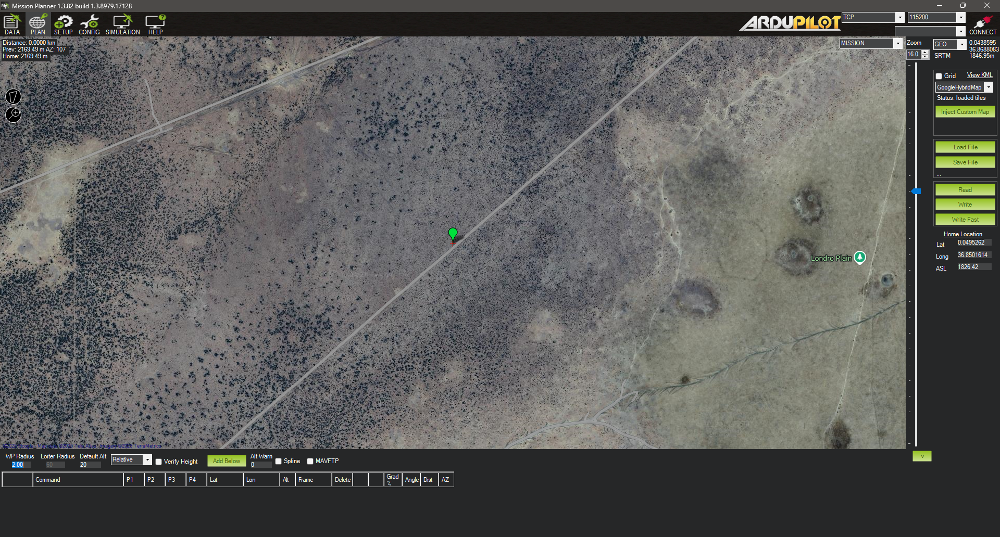 Mission Planner 1.3.82 build 1.3.8979.17128
DATA PLAN SETUP CONFIG SIMULATION HELP
ARDUPILOT
TCP
115200
CONNECT
Distance: 0.0000 km
Prev: 2169.49 m AZ: 107
Home: 2169.49 m
MISSION
Zoom
16.0
GEO
0.0438595
36.8688083
SRTM 1846.95m
Grid View KML
GoogleHybridMap
Status: loaded tiles
Inject Custom Map
Load File
Save File
...
Read
Write
Write Fast
Home Location
Lat 0.0495262
Long 36.8501614
ASL 1826.42
Londro Plain
WP Radius Loiter Radius Default Alt
2.00 60 20
Relative
Verify Height
Add Below
Alt Warn
0
Spline
MAVFTP
v
Command P1 P2 P3 P4 Lat Lon Alt Frame Delete Grad % Angle Dist AZ